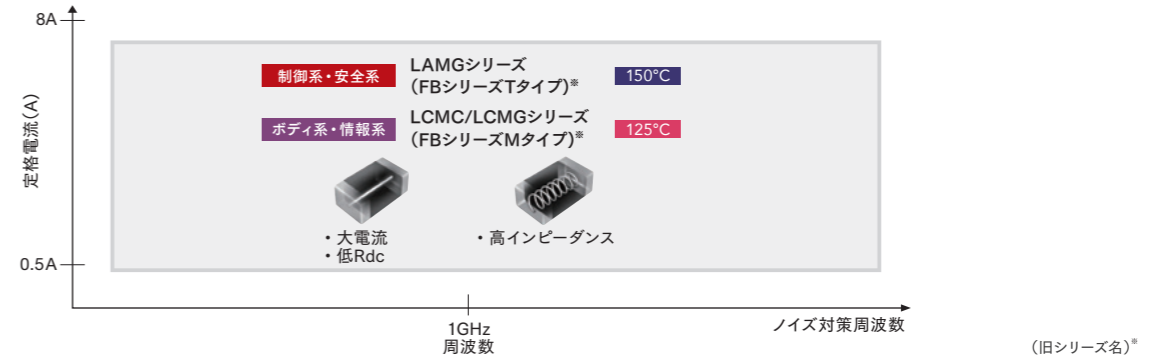 8A
定格電流(A)
0.5A
制御系・安全系
LAMGシリーズ
(FBシリーズTタイプ)※
150°C
ボディ系・情報系
LCMC/LCMGシリーズ
(FBシリーズMタイプ)※
125°C
・大電流
・低Rdc
・高インピーダンス
1GHz
周波数
ノイズ対策周波数
(旧シリーズ名)※